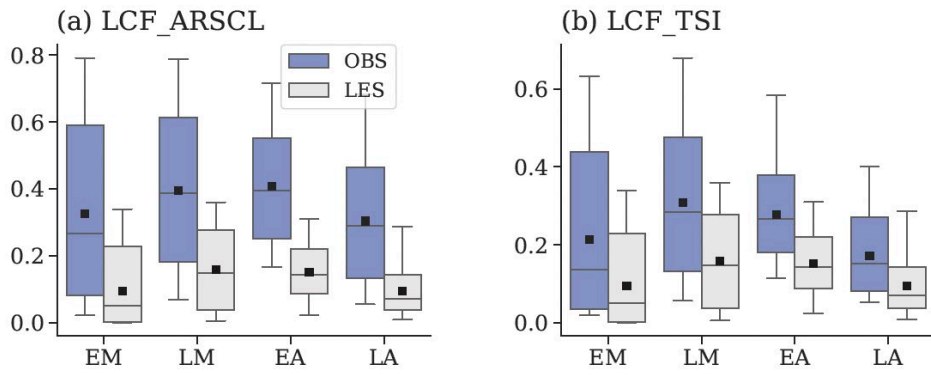 (a) LCF_ARSCL
OBS
LES
0.8
0.6
0.4
0.2
0.0
EM LM EA LA
(b) LCF_TSI
0.6
0.4
0.2
0.0
EM LM EA LA